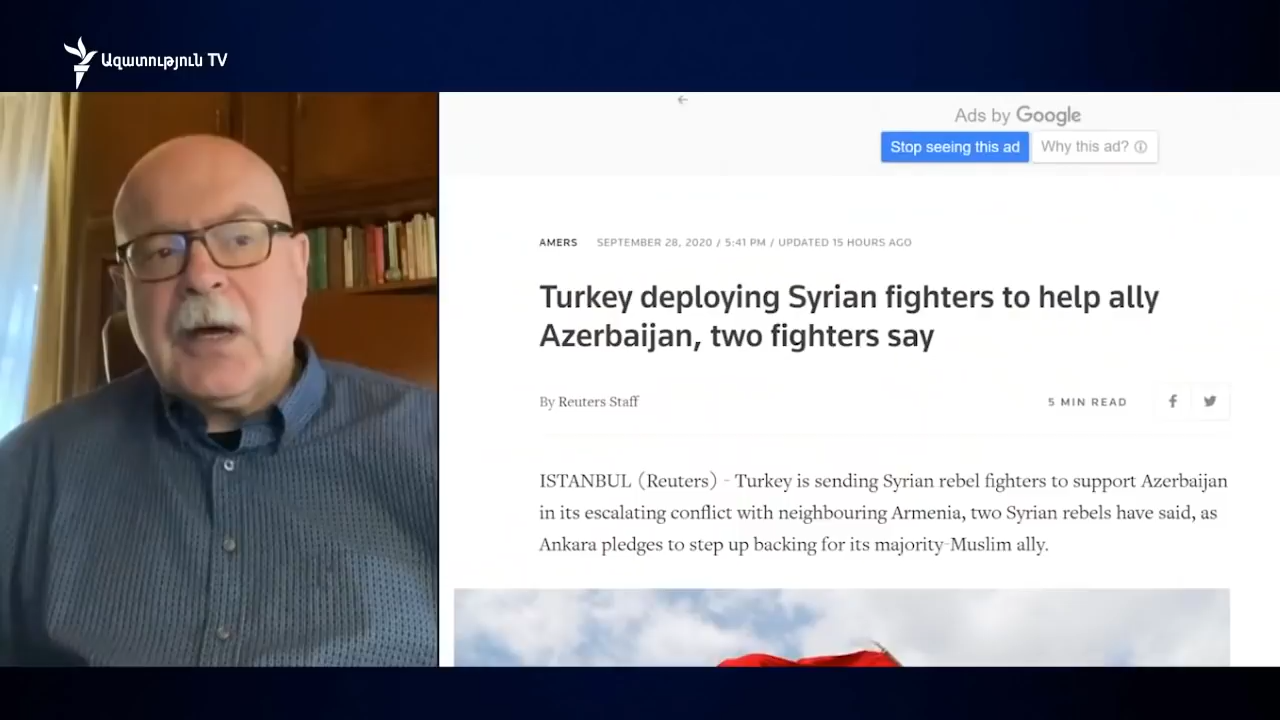 Ազատություն TV
Ads by Google
Stop seeing this ad
Why this ad?
AMERS SEPTEMBER 28, 2020 / 5:41 PM / UPDATED 15 HOURS AGO
Turkey deploying Syrian fighters to help ally
Azerbaijan, two fighters say
By Reuters Staff
5 MIN READ
ISTANBUL (Reuters) - Turkey is sending Syrian rebel fighters to support Azerbaijan
in its escalating conflict with neighbouring Armenia, two Syrian rebels have said, as
Ankara pledges to step up backing for its majority-Muslim ally.